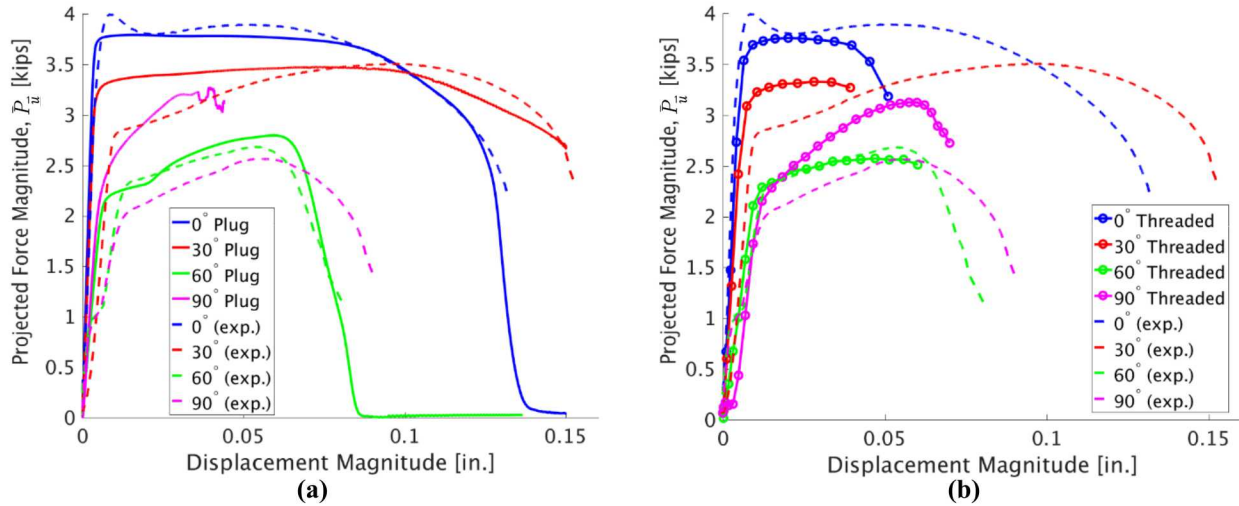 4
3.5
3
2.5
2
1.5
1
0.5
0
Projected Force Magnitude, P̅u̅ [kips]
0° Plug
30° Plug
60° Plug
90° Plug
0° (exp.)
30° (exp.)
60° (exp.)
90° (exp.)
0 0.05 0.1 0.15
Displacement Magnitude [in.]
(a)
4
3.5
3
2.5
2
1.5
1
0.5
0
Projected Force Magnitude, P̅u̅ [kips]
0° Threaded
30° Threaded
60° Threaded
90° Threaded
0° (exp.)
30° (exp.)
60° (exp.)
90° (exp.)
0 0.05 0.1 0.15
Displacement Magnitude [in.]
(b)